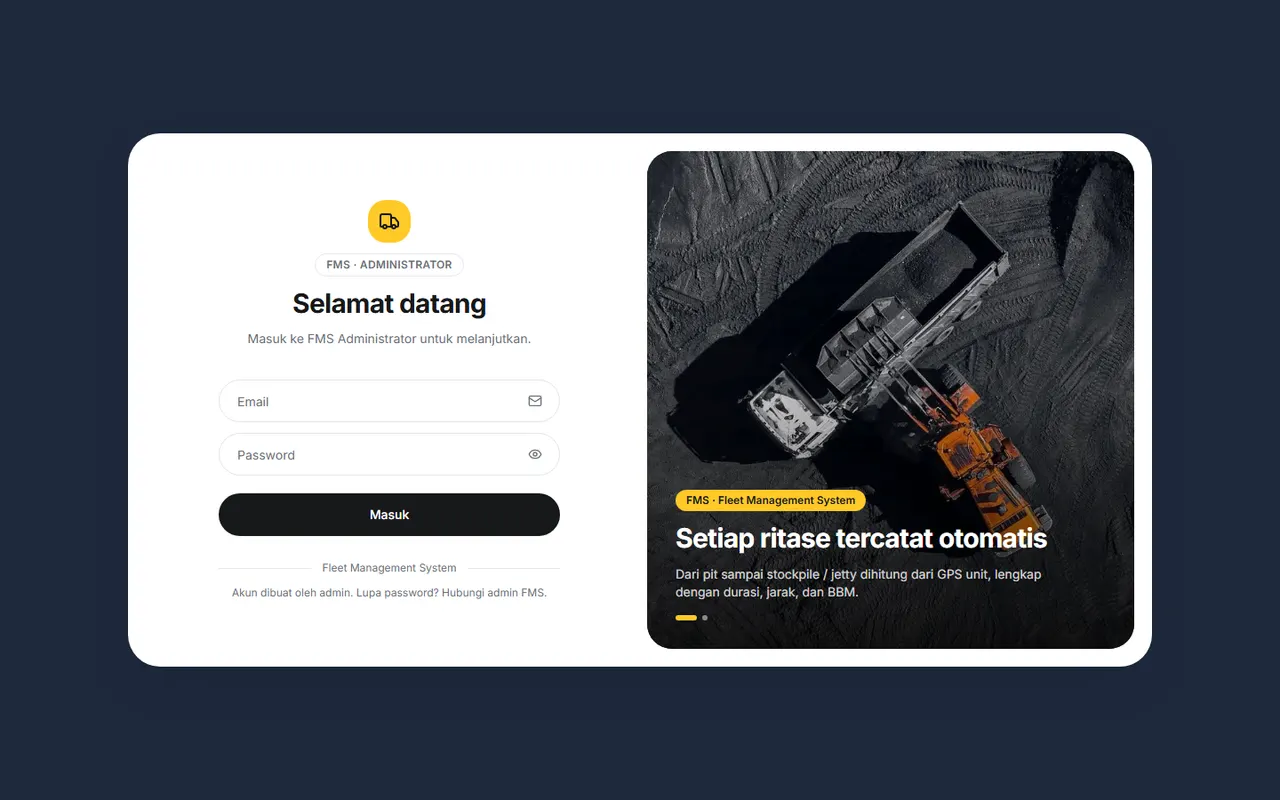 FMS · ADMINISTRATOR
Selamat datang
Masuk ke FMS Administrator untuk melanjutkan.
Email
Password
Masuk
Fleet Management System
Akun dibuat oleh admin. Lupa password? Hubungi admin FMS.
FMS · Fleet Management System
Setiap ritase tercatat otomatis
Dari pit sampai stockpile / jetty dihitung dari GPS unit, lengkap
dengan durasi, jarak, dan BBM.